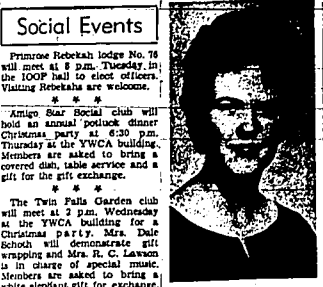 Social Events
Primrose Rebekah lodge No. 76
will meet at 8 p.m. Tuesday in
the IOOF hall to elect officers.
Visiting Rebekahs are welcome.
* * *
Amigo Star Social club will
hold an annual potluck dinner
Christmas party at 6:30 p.m.
Thursday at the YWCA building.
Members are asked to bring a
covered dish, table service and a
gift for the gift exchange.
* * *
The Twin Falls Garden club
will meet at 2 p.m. Wednesday
at the YWCA building for a
Christmas party. Mrs. Dale
Schoth will demonstrate gift
wrapping and Mrs. R. C. Lawson
is in charge of special music.
Members are asked to bring a
white elephant gift for exchange.